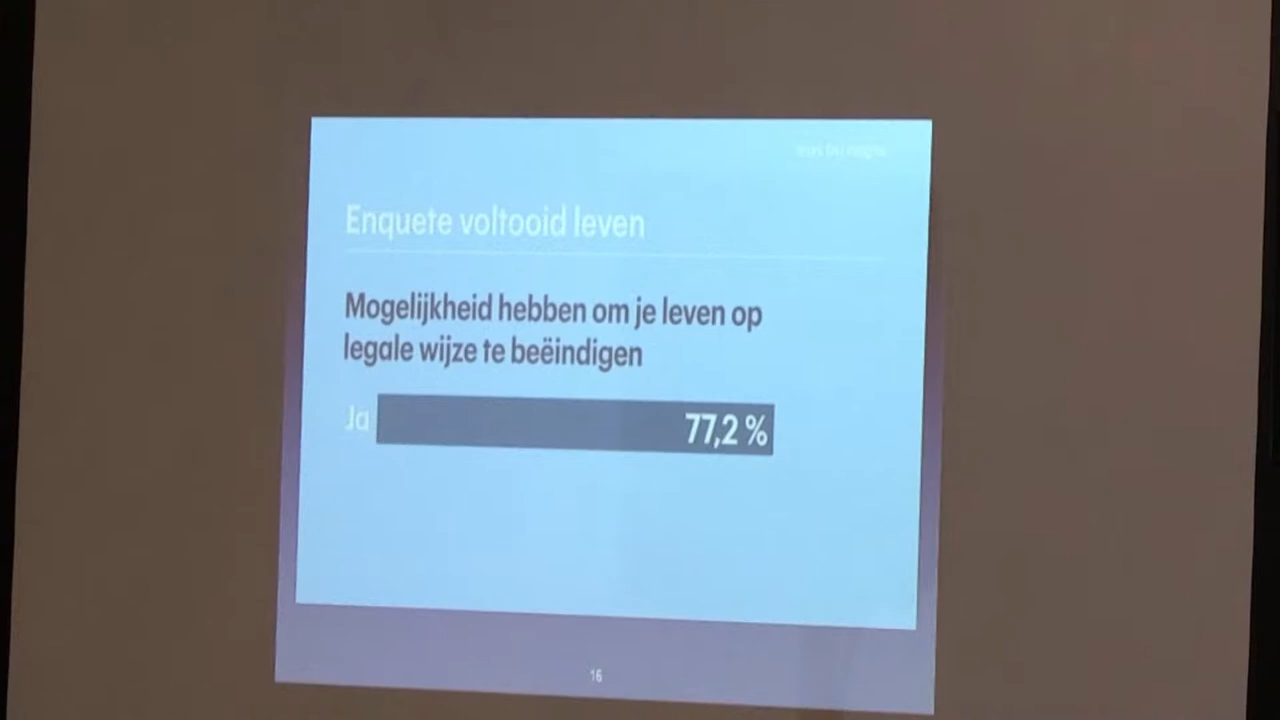 Enquete voltooid leven
Mogelijkheid hebben om je leven op
legale wijze te beëindigen
Ja 77,2 %
16